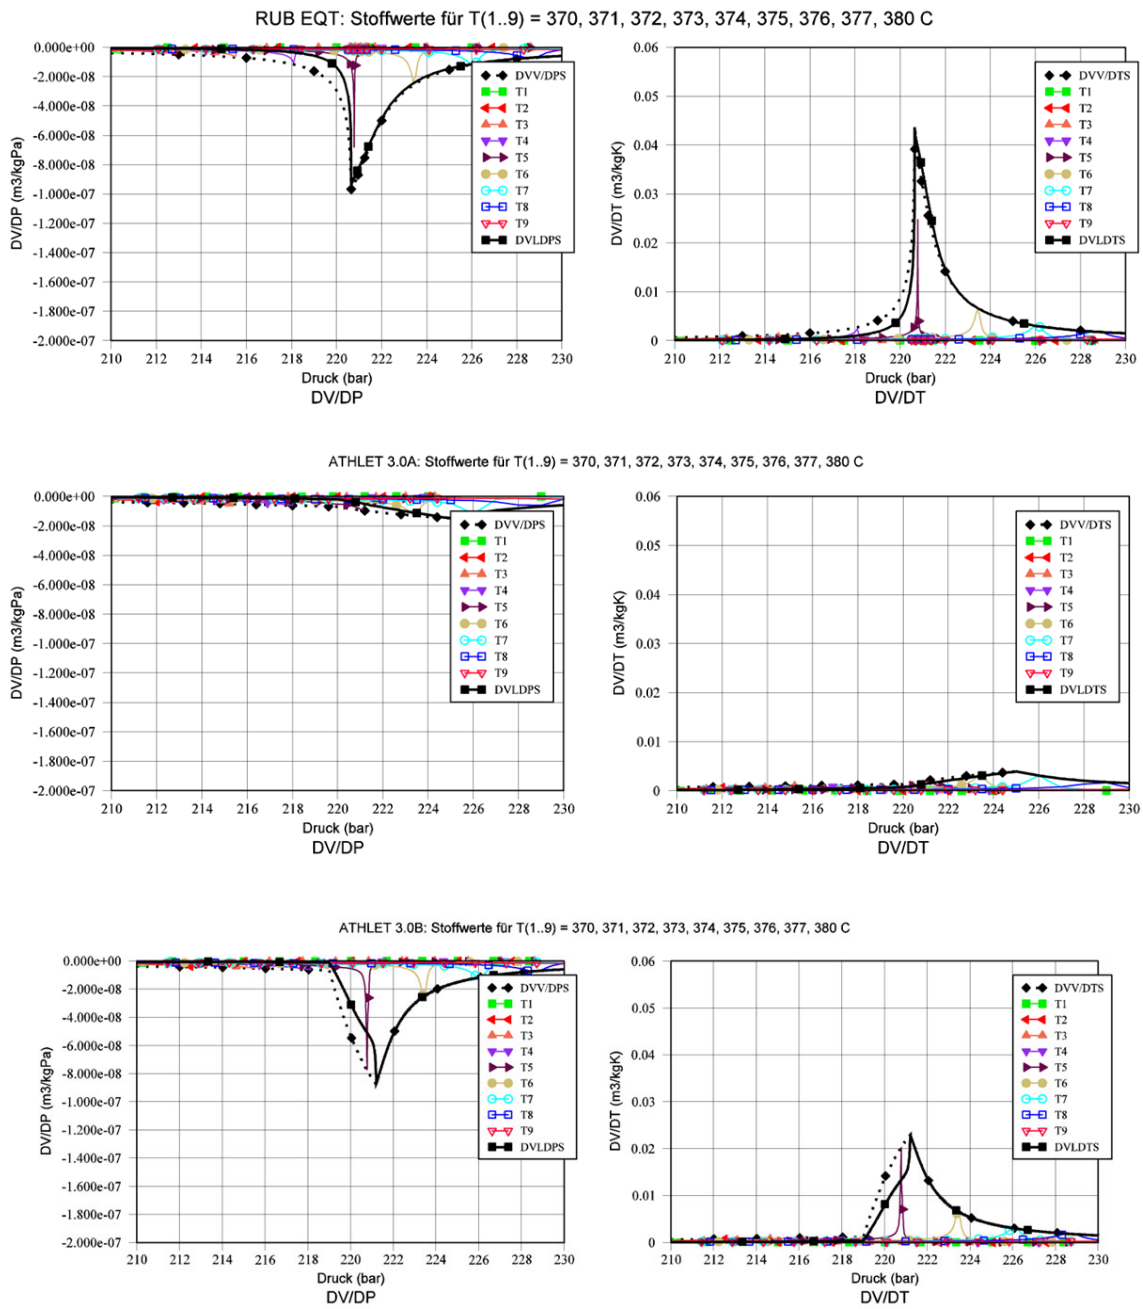 RUB EQT: Stoffwerte für T(1..9) = 370, 371, 372, 373, 374, 375, 376, 377, 380 C
DV/DP (m3/kgPa)
0.000e+00
-2.000e-08
-4.000e-08
-6.000e-08
-8.000e-08
-1.000e-07
-1.200e-07
-1.400e-07
-1.600e-07
-1.800e-07
-2.000e-07
210 212 214 216 218 220 222 224 226 228 230
Druck (bar)
DV/DP
DVV/DPS
T1
T2
T3
T4
T5
T6
T7
T8
T9
DVLDPS
DV/DT (m3/kgK)
0.06
0.05
0.04
0.03
0.02
0.01
0
210 212 214 216 218 220 222 224 226 228 230
Druck (bar)
DV/DT
DVV/DTS
T1
T2
T3
T4
T5
T6
T7
T8
T9
DVLDTS
ATHLET 3.0A: Stoffwerte für T(1..9) = 370, 371, 372, 373, 374, 375, 376, 377, 380 C
DV/DP (m3/kgPa)
0.000e+00
-2.000e-08
-4.000e-08
-6.000e-08
-8.000e-08
-1.000e-07
-1.200e-07
-1.400e-07
-1.600e-07
-1.800e-07
-2.000e-07
210 212 214 216 218 220 222 224 226 228 230
Druck (bar)
DV/DP
DVV/DPS
T1
T2
T3
T4
T5
T6
T7
T8
T9
DVLDPS
DV/DT (m3/kgK)
0.06
0.05
0.04
0.03
0.02
0.01
0
210 212 214 216 218 220 222 224 226 228 230
Druck (bar)
DV/DT
DVV/DTS
T1
T2
T3
T4
T5
T6
T7
T8
T9
DVLDTS
ATHLET 3.0B: Stoffwerte für T(1..9) = 370, 371, 372, 373, 374, 375, 376, 377, 380 C
DV/DP (m3/kgPa)
0.000e+00
-2.000e-08
-4.000e-08
-6.000e-08
-8.000e-08
-1.000e-07
-1.200e-07
-1.400e-07
-1.600e-07
-1.800e-07
-2.000e-07
210 212 214 216 218 220 222 224 226 228 230
Druck (bar)
DV/DP
DVV/DPS
T1
T2
T3
T4
T5
T6
T7
T8
T9
DVLDPS
DV/DT (m3/kgK)
0.06
0.05
0.04
0.03
0.02
0.01
0
210 212 214 216 218 220 222 224 226 228 230
Druck (bar)
DV/DT
DVV/DTS
T1
T2
T3
T4
T5
T6
T7
T8
T9
DVLDTS